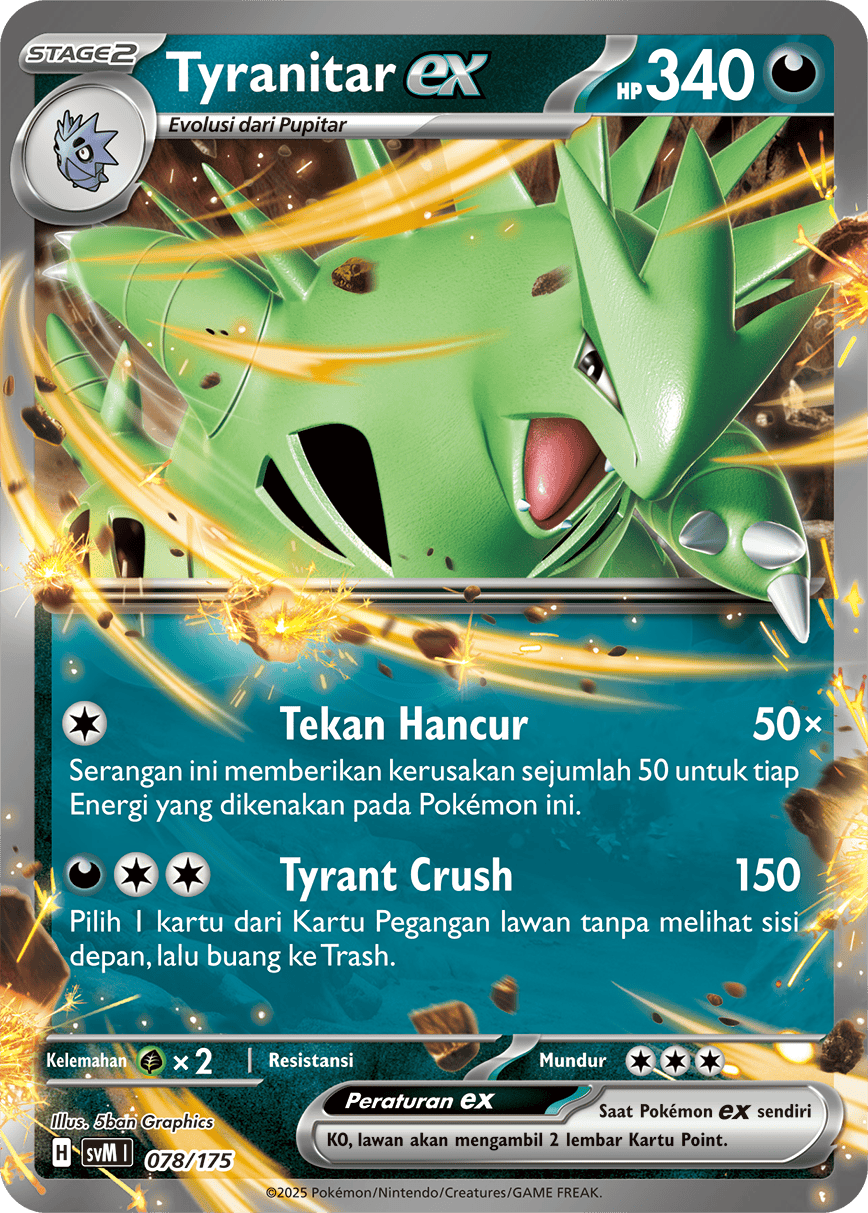 STAGE2
Tyranitar ex
HP 340
Evolusi dari Pupitar
Tekan Hancur 50×
Serangan ini memberikan kerusakan sejumlah 50 untuk tiap
Energi yang dikenakan pada Pokémon ini.
Tyrant Crush 150
Pilih 1 kartu dari Kartu Pegangan lawan tanpa melihat sisi
depan, lalu buang ke Trash.
Kelemahan ×2 | Resistansi Mundur
Peraturan ex
Saat Pokémon ex sendiri
KO, lawan akan mengambil 2 lembar Kartu Point.
Illus. 5ban Graphics
H svM I 078/175
©2025 Pokémon/Nintendo/Creatures/GAME FREAK.